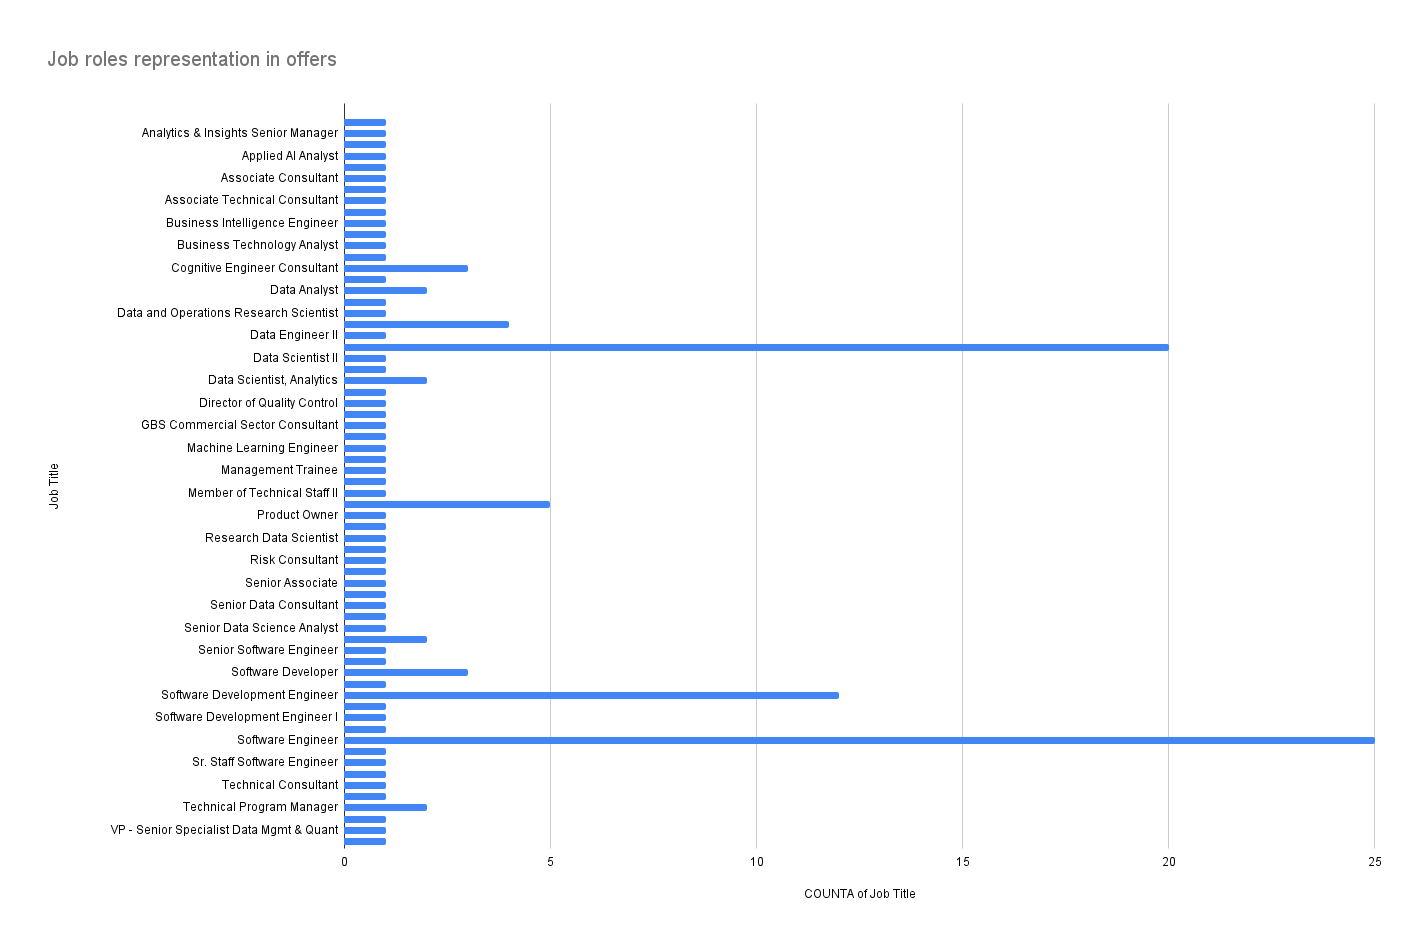 Job roles representation in offers
Analytics & Insights Senior Manager
Applied AI Analyst
Associate Consultant
Associate Technical Consultant
Business Intelligence Engineer
Business Technology Analyst
Cognitive Engineer Consultant
Data Analyst
Data and Operations Research Scientist
Data Engineer II
Data Scientist II
Data Scientist, Analytics
Director of Quality Control
GBS Commercial Sector Consultant
Machine Learning Engineer
Management Trainee
Member of Technical Staff II
Product Owner
Research Data Scientist
Risk Consultant
Senior Associate
Senior Data Consultant
Senior Data Science Analyst
Senior Software Engineer
Software Developer
Software Development Engineer
Software Development Engineer I
Software Engineer
Sr. Staff Software Engineer
Technical Consultant
Technical Program Manager
VP - Senior Specialist Data Mgmt & Quant
Job Title
0 5 10 15 20 25
COUNTA of Job Title